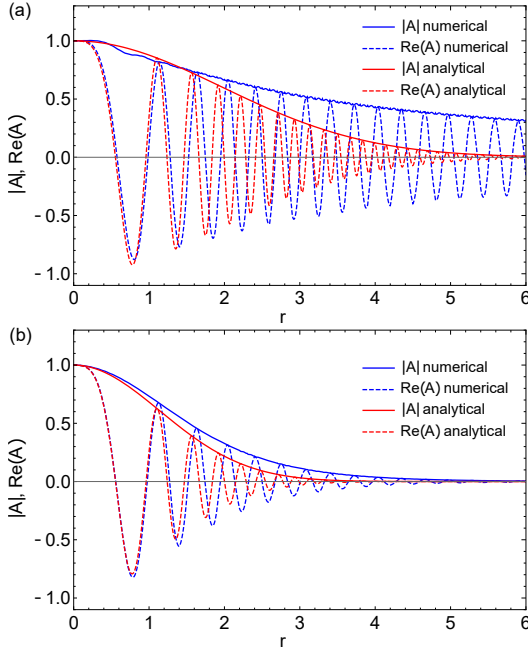 (a)
1.0
0.5
0.0
- 0.5
- 1.0
|A|, Re(A)
|A| numerical
Re(A) numerical
|A| analytical
Re(A) analytical
0 1 2 3 4 5 6
r
(b)
1.0
0.5
0.0
- 0.5
- 1.0
|A|, Re(A)
|A| numerical
Re(A) numerical
|A| analytical
Re(A) analytical
0 1 2 3 4 5 6
r